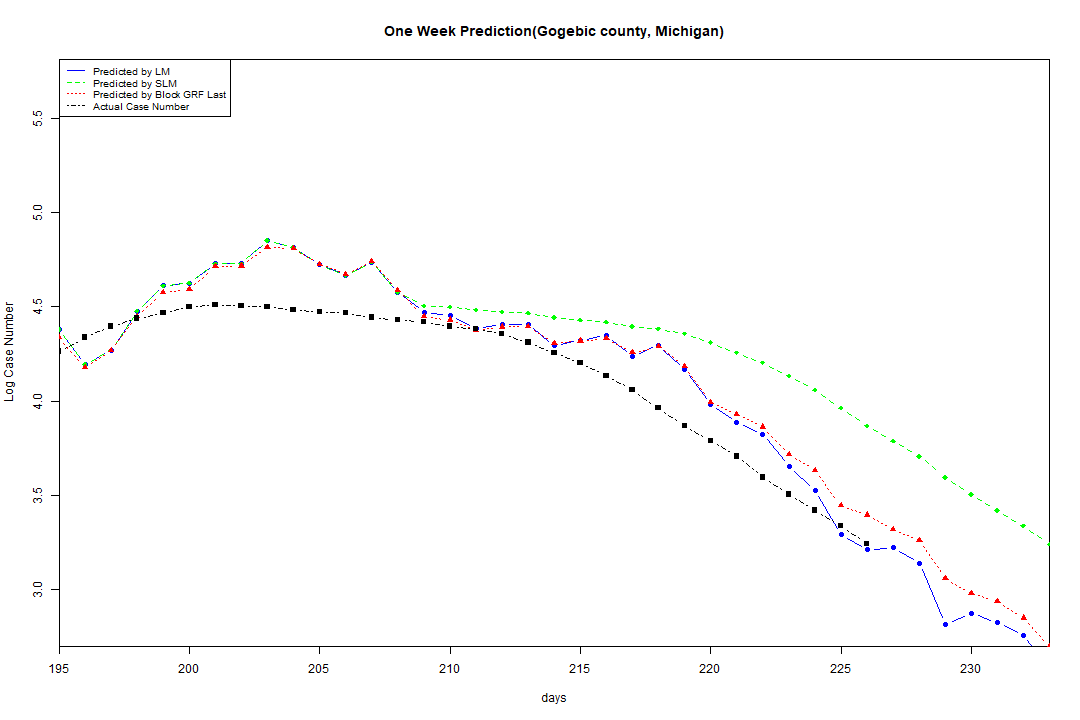 One Week Prediction(Gogebic county, Michigan)
Predicted by LM
Predicted by SLM
Predicted by Block GRF Last
Actual Case Number
5.5
5.0
4.5
4.0
3.5
3.0
Log Case Number
195 200 205 210 215 220 225 230
days